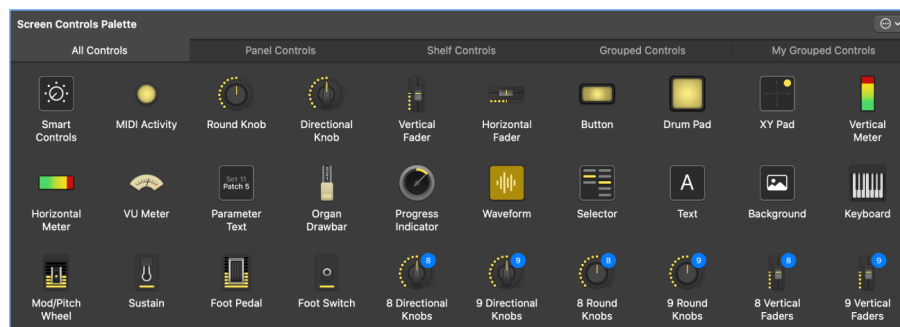 Screen Controls Palette
All Controls
Panel Controls
Shelf Controls
Grouped Controls
My Grouped Controls
Set 11
Patch 5
A
Smart
Controls
MIDI Activity
Round Knob
Directional
Knob
Vertical
Fader
Horizontal
Fader
Button
Drum Pad
XY Pad
Vertical
Meter
Horizontal
Meter
VU Meter
Parameter
Text
Organ
Drawbar
Progress
Indicator
Waveform
Selector
Text
Background
Keyboard
8
9
8
9
8
9
Mod/Pitch
Wheel
Sustain
Foot Pedal
Foot Switch
8 Directional
Knobs
9 Directional
Knobs
8 Round
Knobs
9 Round
Knobs
8 Vertical
Faders
9 Vertical
Faders